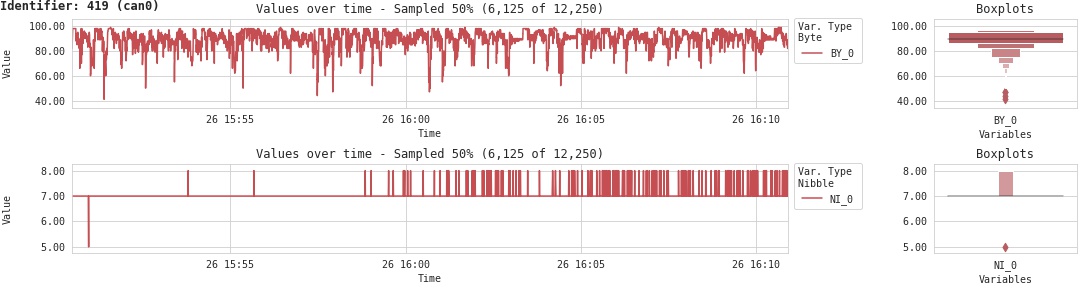 Identifier: 419 (can0)
Values over time - Sampled 50% (6,125 of 12,250)
Boxplots
Value
100.00
80.00
60.00
40.00
26 15:55
26 16:00
26 16:05
26 16:10
Time
Var. Type
Byte
BY_0
100.00
80.00
60.00
40.00
BY_0
Variables
Values over time - Sampled 50% (6,125 of 12,250)
Boxplots
Value
8.00
7.00
6.00
5.00
26 15:55
26 16:00
26 16:05
26 16:10
Time
Var. Type
Nibble
NI_0
8.00
7.00
6.00
5.00
NI_0
Variables